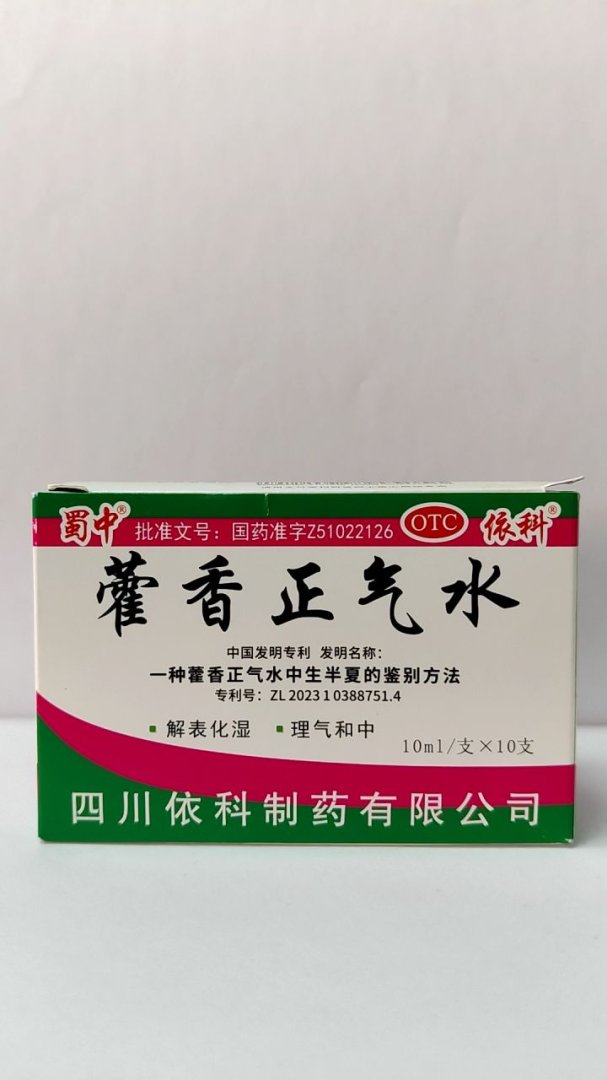 蜀中® 批准文号：国药准字Z51022126 OTC 依科®
藿香正气水
中国发明专利 发明名称：
一种藿香正气水中生半夏的鉴别方法
专利号：ZL 2023 1 0388751.4
▪ 解表化湿 ▪ 理气和中
10ml/支×10支
四川依科制药有限公司